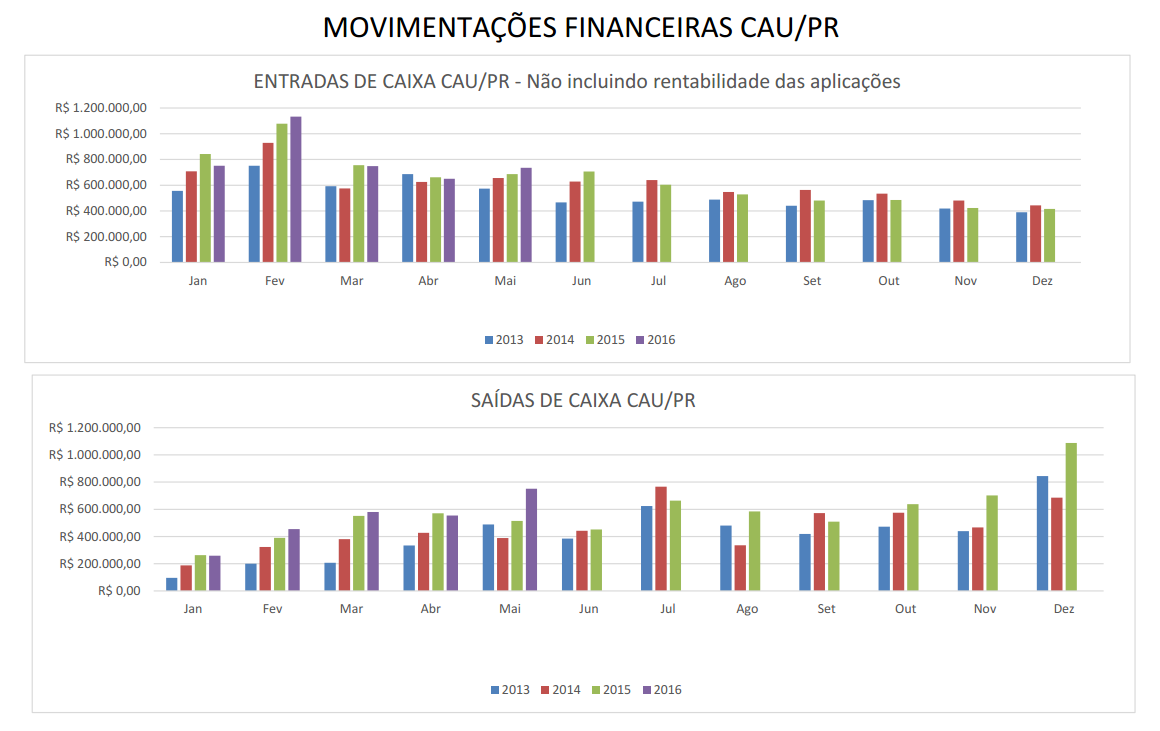 MOVIMENTAÇÕES FINANCEIRAS CAU/PR
ENTRADAS DE CAIXA CAU/PR - Não incluindo rentabilidade das aplicações
R$ 1.200.000,00
R$ 1.000.000,00
R$ 800.000,00
R$ 600.000,00
R$ 400.000,00
R$ 200.000,00
R$ 0,00
Jan Fev Mar Abr Mai Jun Jul Ago Set Out Nov Dez
2013 2014 2015 2016
SAÍDAS DE CAIXA CAU/PR
R$ 1.200.000,00
R$ 1.000.000,00
R$ 800.000,00
R$ 600.000,00
R$ 400.000,00
R$ 200.000,00
R$ 0,00
Jan Fev Mar Abr Mai Jun Jul Ago Set Out Nov Dez
2013 2014 2015 2016